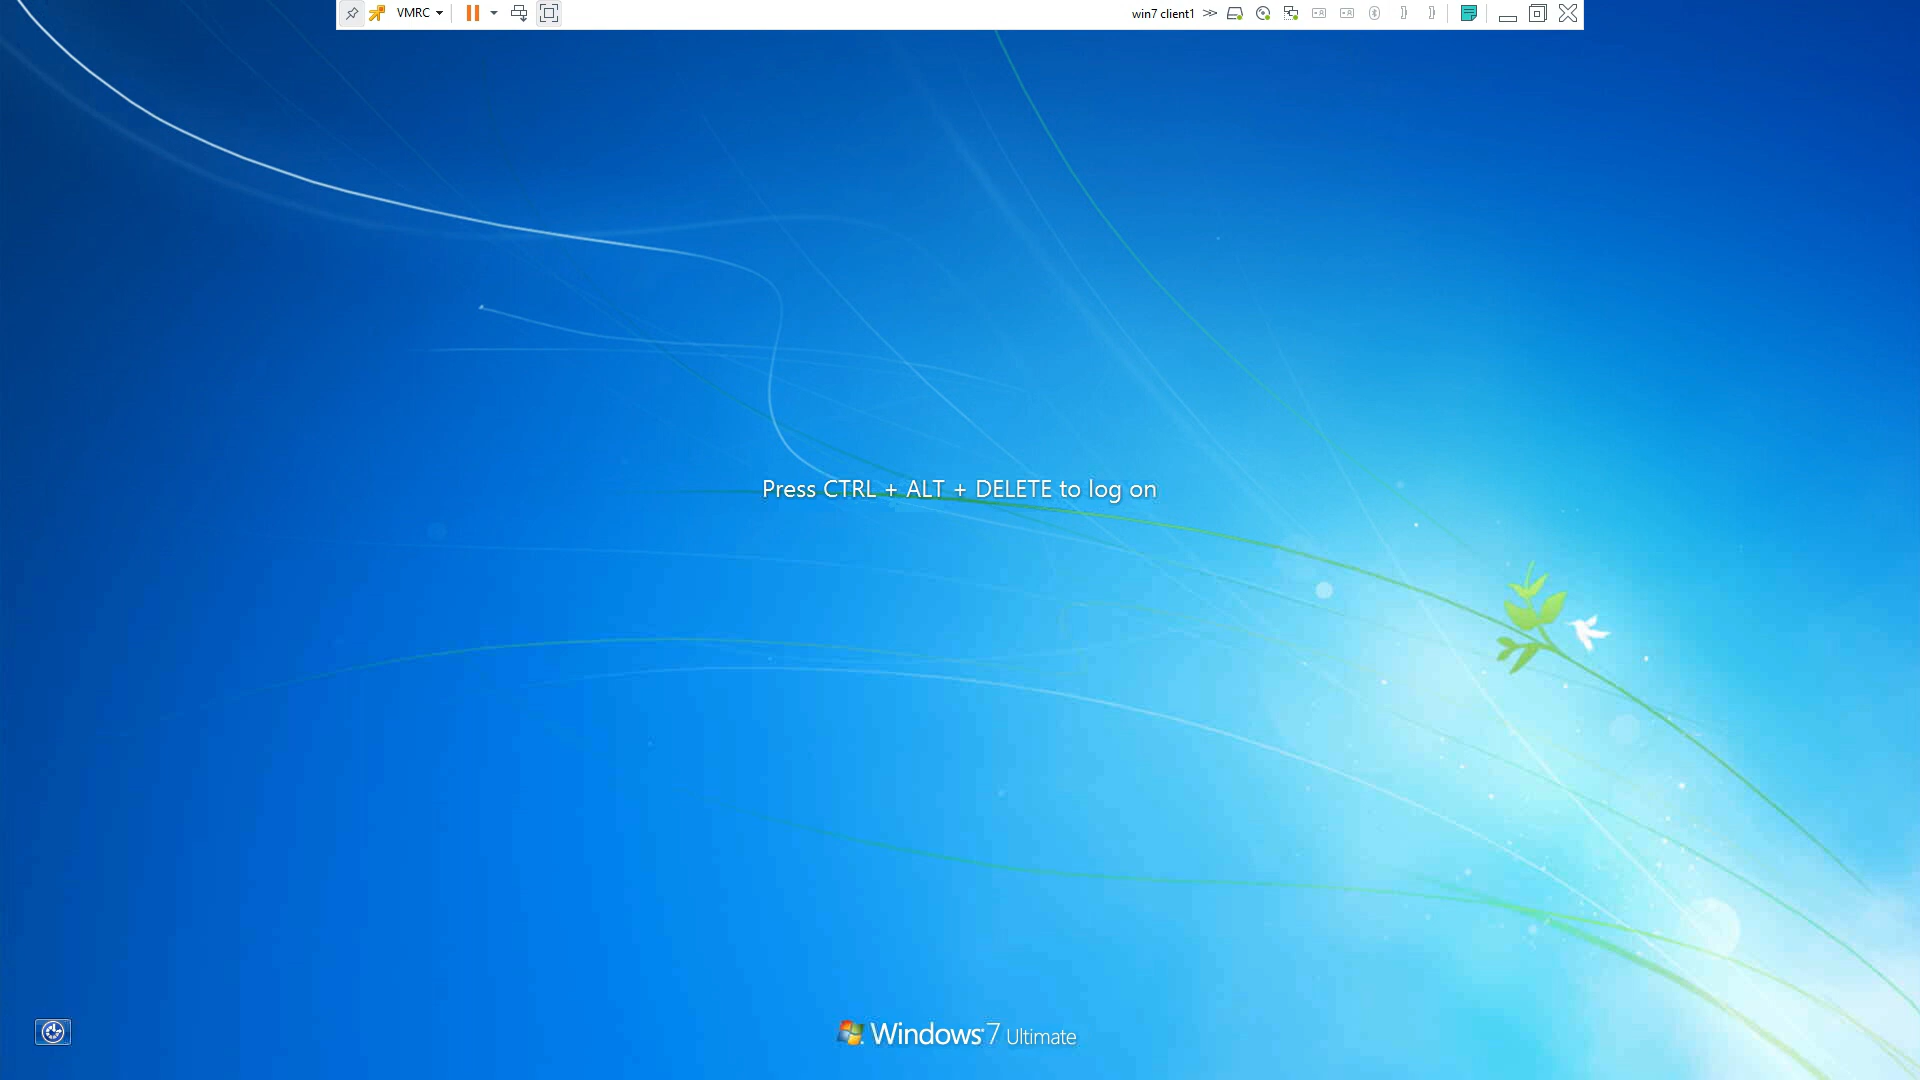 VMRC
win7 client1
Press CTRL + ALT + DELETE to log on
Windows 7 Ultimate